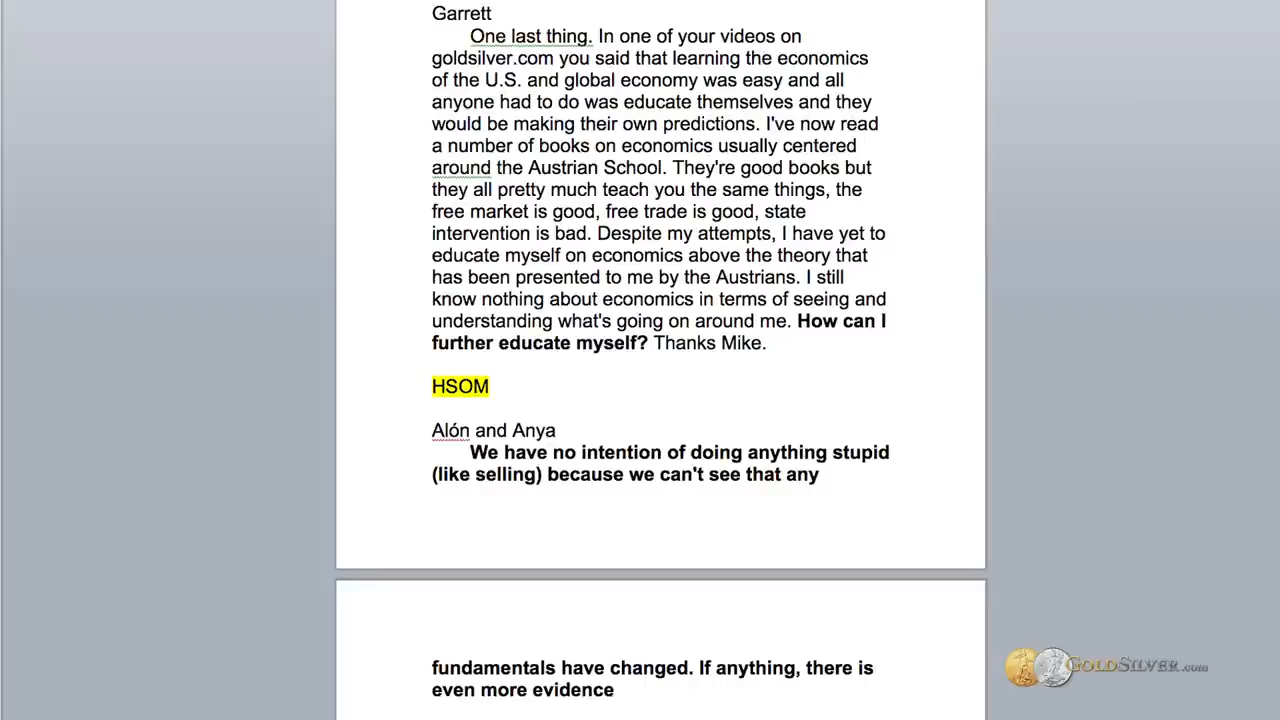 Garrett
One last thing. In one of your videos on
goldsilver.com you said that learning the economics
of the U.S. and global economy was easy and all
anyone had to do was educate themselves and they
would be making their own predictions. I've now read
a number of books on economics usually centered
around the Austrian School. They're good books but
they all pretty much teach you the same things, the
free market is good, free trade is good, state
intervention is bad. Despite my attempts, I have yet to
educate myself on economics above the theory that
has been presented to me by the Austrians. I still
know nothing about economics in terms of seeing and
understanding what's going on around me. How can I
further educate myself? Thanks Mike.
HSOM
Alón and Anya
We have no intention of doing anything stupid
(like selling) because we can't see that any
fundamentals have changed. If anything, there is
even more evidence
GOLDSILVER.com